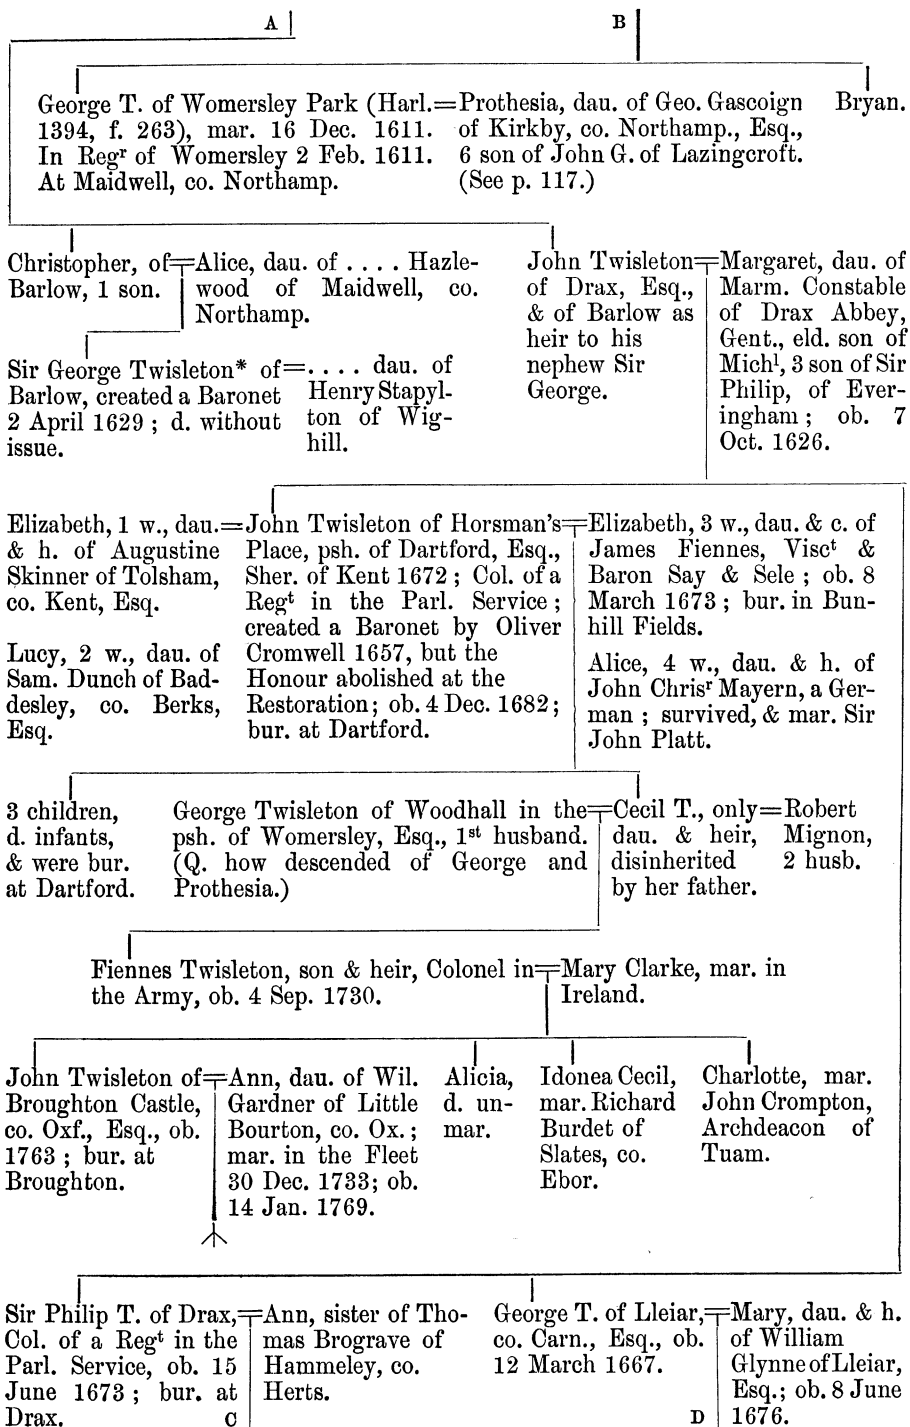 A B
George T. of Womersley Park (Harl.=Prothesia, dau. of Geo. Gascoign
1394, f. 263), mar. 16 Dec. 1611.
In Regr of Womersley 2 Feb. 1611.
At Maidwell, co. Northamp.
of Kirkby, co. Northamp., Esq.,
6 son of John G. of Lazingcroft.
(See p. 117.)
Bryan.
Christopher, of
Barlow, 1 son.
Alice, dau. of . . . . Hazle-
wood of Maidwell, co.
Northamp.
John Twisleton
of Drax, Esq.,
& of Barlow as
heir to his
nephew Sir
George.
Margaret, dau. of
Marm. Constable
of Drax Abbey,
Gent., eld. son of
Michl, 3 son of Sir
Philip, of Ever-
ingham ; ob. 7
Oct. 1626.
Sir George Twisleton* of=
Barlow, created a Baronet
2 April 1629 ; d. without
issue.
. . . . dau. of
Henry Stapyl-
ton of Wig-
hill.
Elizabeth, 1 w., dau.=
& h. of Augustine
Skinner of Tolsham,
co. Kent, Esq.
Lucy, 2 w., dau. of
Sam. Dunch of Bad-
desley, co. Berks,
Esq.
John Twisleton of Horsman's
Place, psh. of Dartford, Esq.,
Sher. of Kent 1672 ; Col. of a
Regt in the Parl. Service ;
created a Baronet by Oliver
Cromwell 1657, but the
Honour abolished at the
Restoration; ob. 4 Dec. 1682 ;
bur. at Dartford.
Elizabeth, 3 w., dau. & c. of
James Fiennes, Visct &
Baron Say & Sele ; ob. 8
March 1673 ; bur. in Bun-
hill Fields.
Alice, 4 w., dau. & h. of
John Chrisr Mayern, a Ger-
man ; survived, & mar. Sir
John Platt.
3 children,
d. infants,
& were bur.
at Dartford.
George Twisleton of Woodhall in the
psh. of Womersley, Esq., 1st husband.
(Q. how descended of George and
Prothesia.)
Cecil T., only=
dau. & heir,
disinherited
by her father.
Robert
Mignon,
2 husb.
Fiennes Twisleton, son & heir, Colonel in
the Army, ob. 4 Sep. 1730.
Mary Clarke, mar. in
Ireland.
John Twisleton of
Broughton Castle,
co. Oxf., Esq., ob.
1763 ; bur. at
Broughton.
Ann, dau. of Wil.
Gardner of Little
Bourton, co. Ox. ;
mar. in the Fleet
30 Dec. 1733; ob.
14 Jan. 1769.
Alicia,
d. un-
mar.
Idonea Cecil,
mar. Richard
Burdet of
Slates, co.
Ebor.
Charlotte, mar.
John Crompton,
Archdeacon of
Tuam.
Sir Philip T. of Drax,
Col. of a Regt in the
Parl. Service, ob. 15
June 1673 ; bur. at
Drax. C
Ann, sister of Tho-
mas Brograve of
Hammeley, co.
Herts.
George T. of Lleiar,
co. Carn., Esq., ob.
12 March 1667.
D
Mary, dau. & h.
of William
Glynne of Lleiar,
Esq.; ob. 8 June
1676.